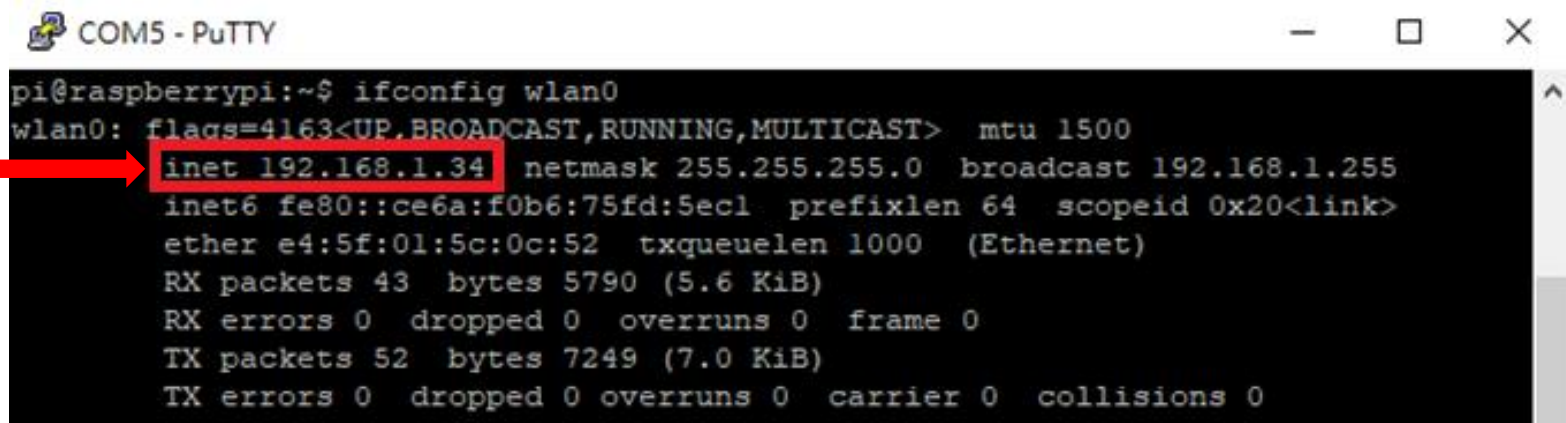 COM5 - PuTTY
pi@raspberrypi:~$ ifconfig wlan0
wlan0: flags=4163<UP,BROADCAST,RUNNING,MULTICAST>  mtu 1500
inet 192.168.1.34  netmask 255.255.255.0  broadcast 192.168.1.255
inet6 fe80::ce6a:f0b6:75fd:5ec1  prefixlen 64  scopeid 0x20<link>
ether e4:5f:01:5c:0c:52  txqueuelen 1000  (Ethernet)
RX packets 43  bytes 5790 (5.6 KiB)
RX errors 0  dropped 0  overruns 0  frame 0
TX packets 52  bytes 7249 (7.0 KiB)
TX errors 0  dropped 0 overruns 0  carrier 0  collisions 0